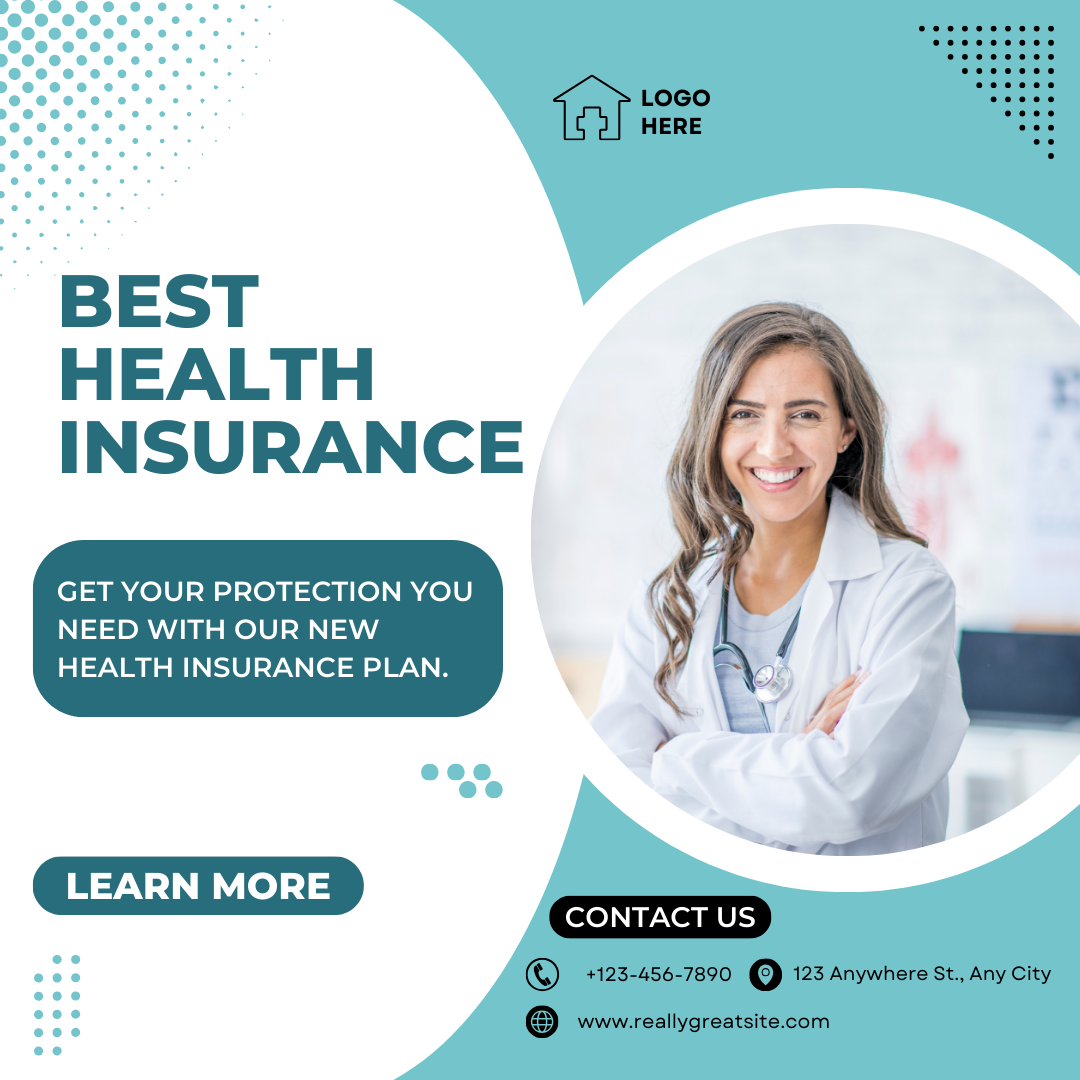 LOGO
HERE
BEST
HEALTH
INSURANCE
GET YOUR PROTECTION YOU
NEED WITH OUR NEW
HEALTH INSURANCE PLAN.
LEARN MORE
CONTACT US
+123-456-7890
123 Anywhere St., Any City
www.reallygreatsite.com